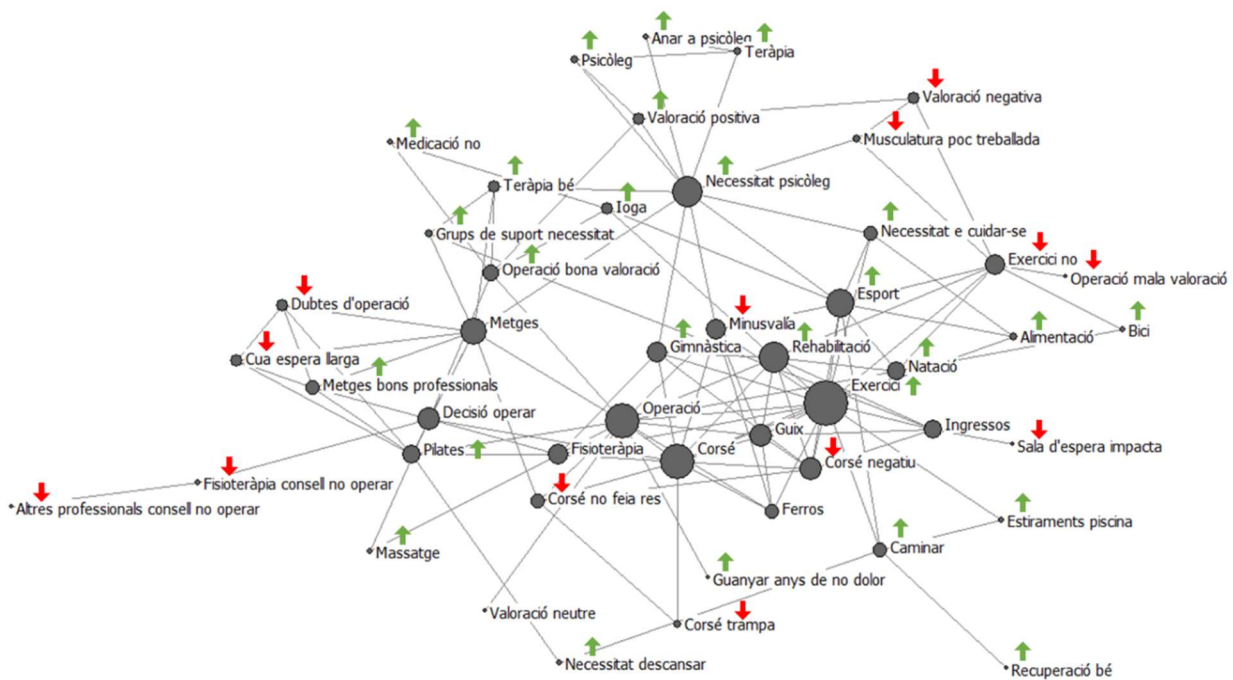 Anar a psicòleg
Psicòleg
Teràpia
Valoració negativa
Valoració positiva
Medicació no
Musculatura poc treballada
Teràpia bé
Necessitat psicòleg
Ioga
Grups de suport necessitat
Necessitat e cuidar-se
Exercici no
Operació bona valoració
Operació mala valoració
Esport
Dubtes d'operació
Metges
Minusvalía
Bici
Alimentació
Gimnàstica
Rehabilitació
Cua espera llarga
Natació
Metges bons professionals
Exercici
Decisió operar
Operació
Guix
Ingressos
Pilates
Fisioteràpia
Corsé
Sala d'espera impacta
Corsé negatiu
Fisioteràpia consell no operar
Corsé no feia res
Altres professionals consell no operar
Ferros
Estiraments piscina
Massatge
Caminar
Guanyar anys de no dolor
Valoració neutre
Corsé trampa
Necessitat descansar
Recuperació bé